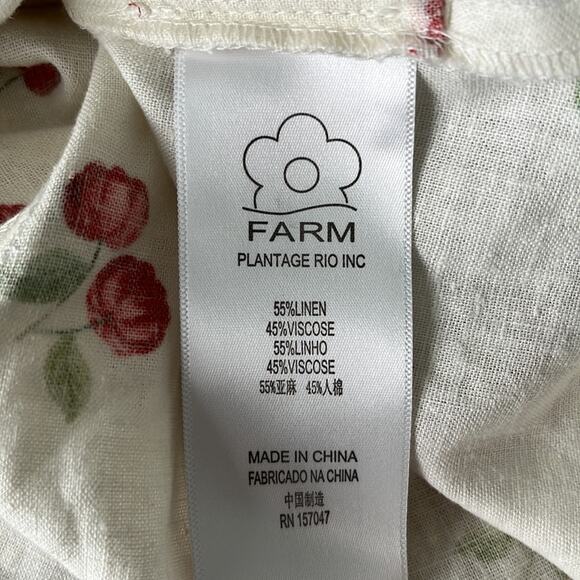 FARM
PLANTAGE RIO INC
55%LINEN
45%VISCOSE
55%LINHO
45%VISCOSE
55%亚麻 45%人棉
MADE IN CHINA
FABRICADO NA CHINA
中国制造
RN 157047